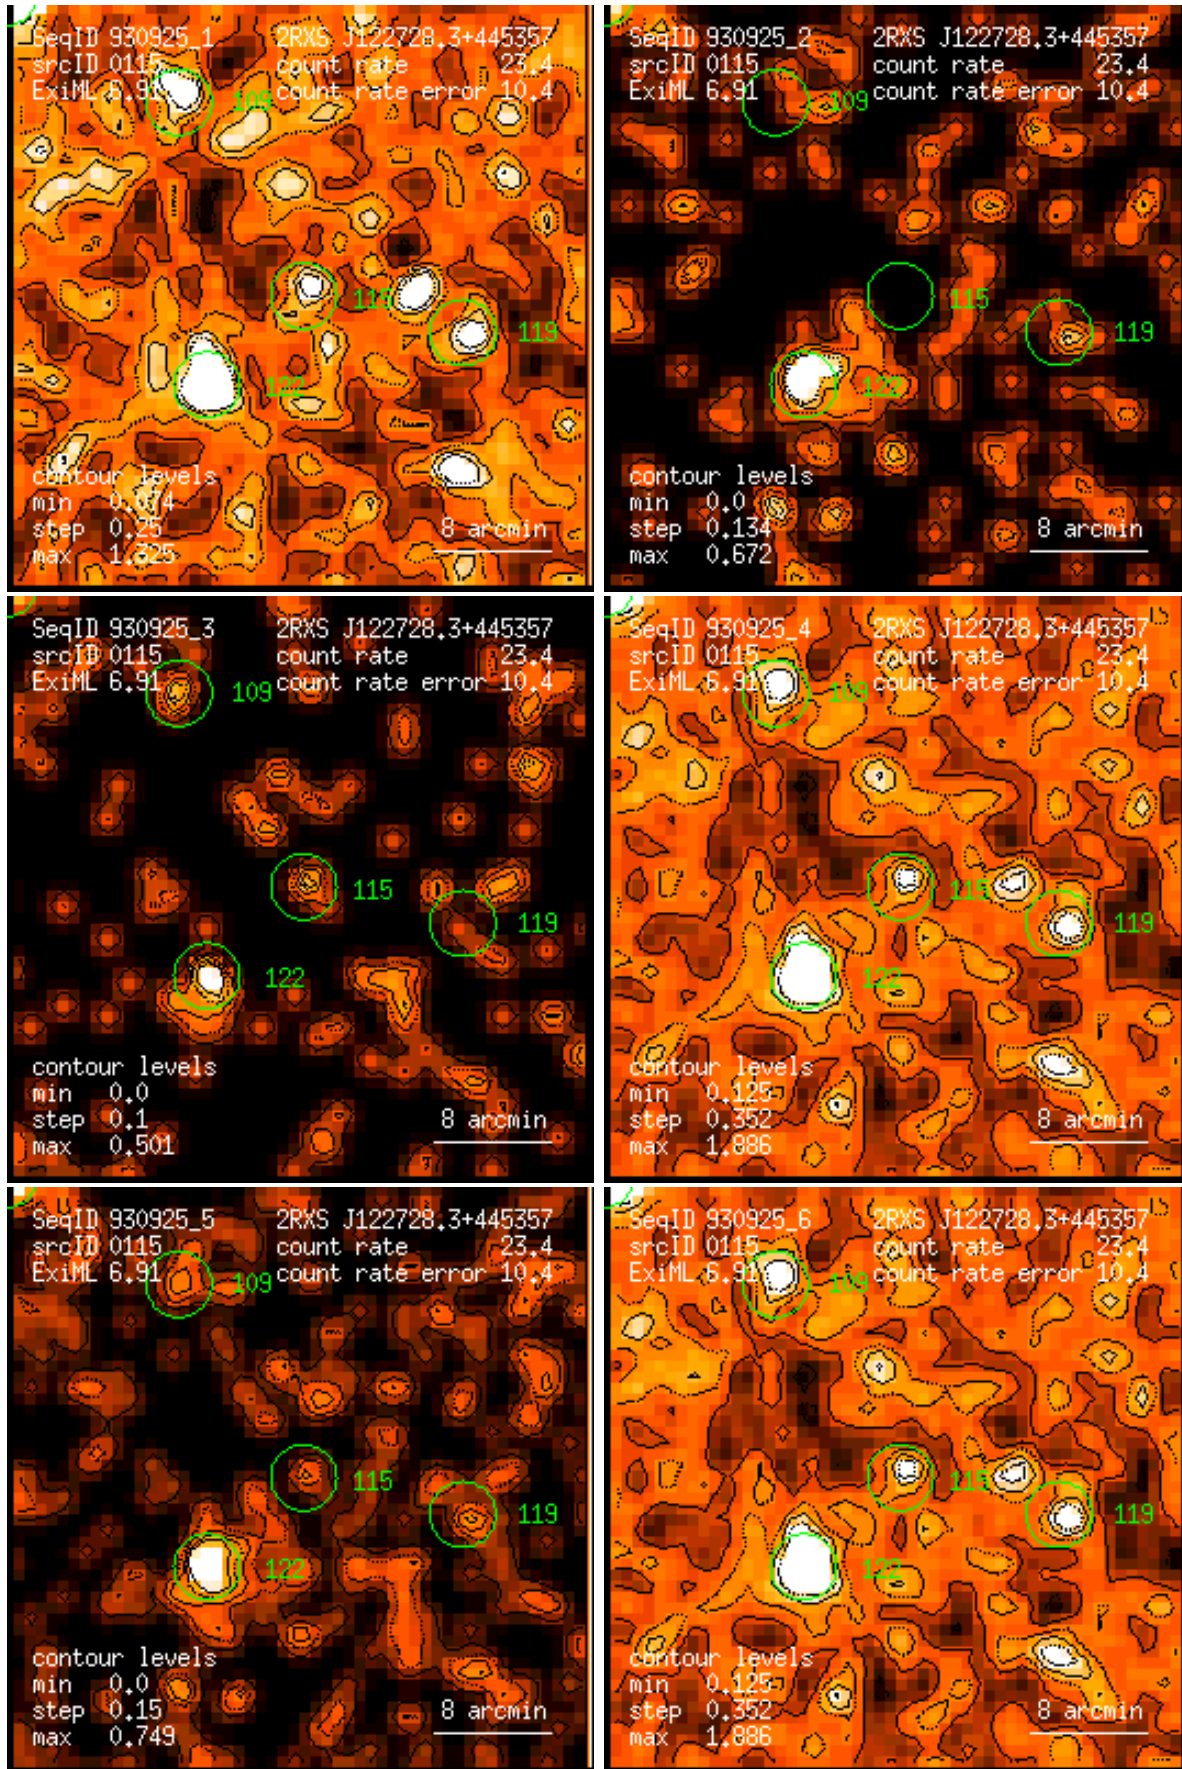 SeqID 930925_1 2RXS J122728.3+445357
srcID 0115 count rate 23.4
ExiML 6.91 count rate error 10.4
109
115
119
122
contour levels
min 0.074
step 0.25
max 1.325
8 arcmin
SeqID 930925_2 2RXS J122728.3+445357
srcID 0115 count rate 23.4
ExiML 6.91 count rate error 10.4
109
115
119
122
contour levels
min 0.0
step 0.134
max 0.672
8 arcmin
SeqID 930925_3 2RXS J122728.3+445357
srcID 0115 count rate 23.4
ExiML 6.91 count rate error 10.4
109
115
119
122
contour levels
min 0.0
step 0.1
max 0.501
8 arcmin
SeqID 930925_4 2RXS J122728.3+445357
srcID 0115 count rate 23.4
ExiML 6.91 count rate error 10.4
109
115
119
122
contour levels
min 0.125
step 0.352
max 1.886
8 arcmin
SeqID 930925_5 2RXS J122728.3+445357
srcID 0115 count rate 23.4
ExiML 6.91 count rate error 10.4
109
115
119
122
contour levels
min 0.0
step 0.15
max 0.749
8 arcmin
SeqID 930925_6 2RXS J122728.3+445357
srcID 0115 count rate 23.4
ExiML 6.91 count rate error 10.4
109
115
119
122
contour levels
min 0.125
step 0.352
max 1.886
8 arcmin